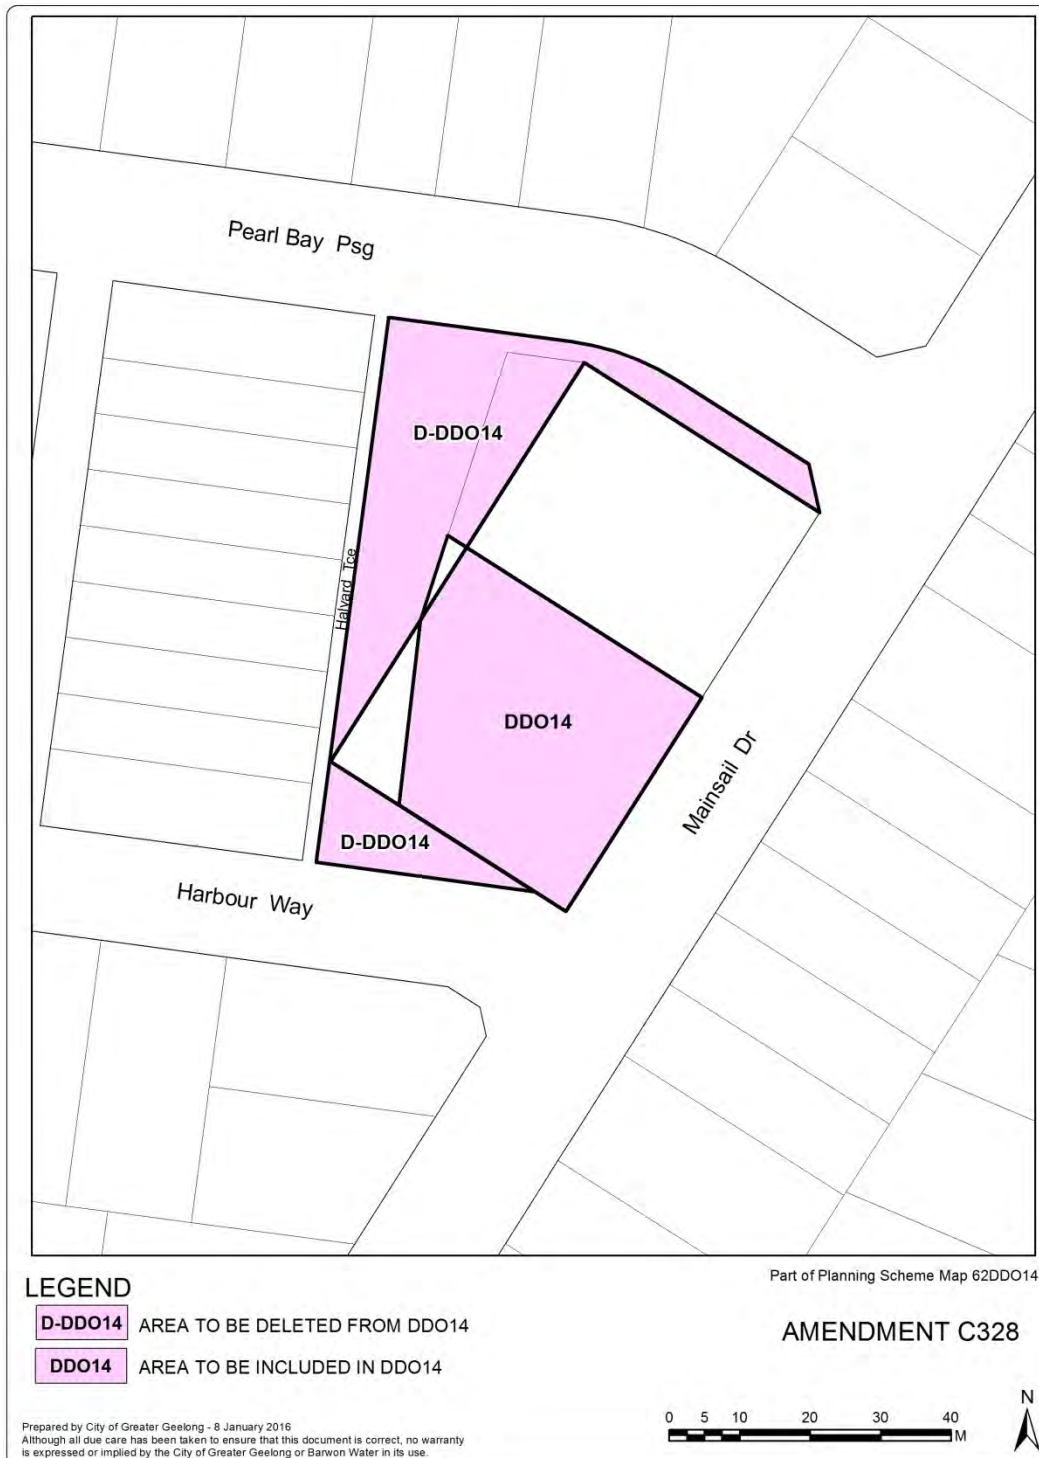 Pearl Bay Psg
D-DDO14
Halyard Tce
DDO14
Mainsail Dr
D-DDO14
Harbour Way
Part of Planning Scheme Map 62DDO14
LEGEND
D-DDO14 AREA TO BE DELETED FROM DDO14
AMENDMENT C328
DDO14 AREA TO BE INCLUDED IN DDO14
N
0 5 10 20 30 40
M
Prepared by City of Greater Geelong - 8 January 2016
Although all due care has been taken to ensure that this document is correct, no warranty
is expressed or implied by the City of Greater Geelong or Barwon Water in its use.